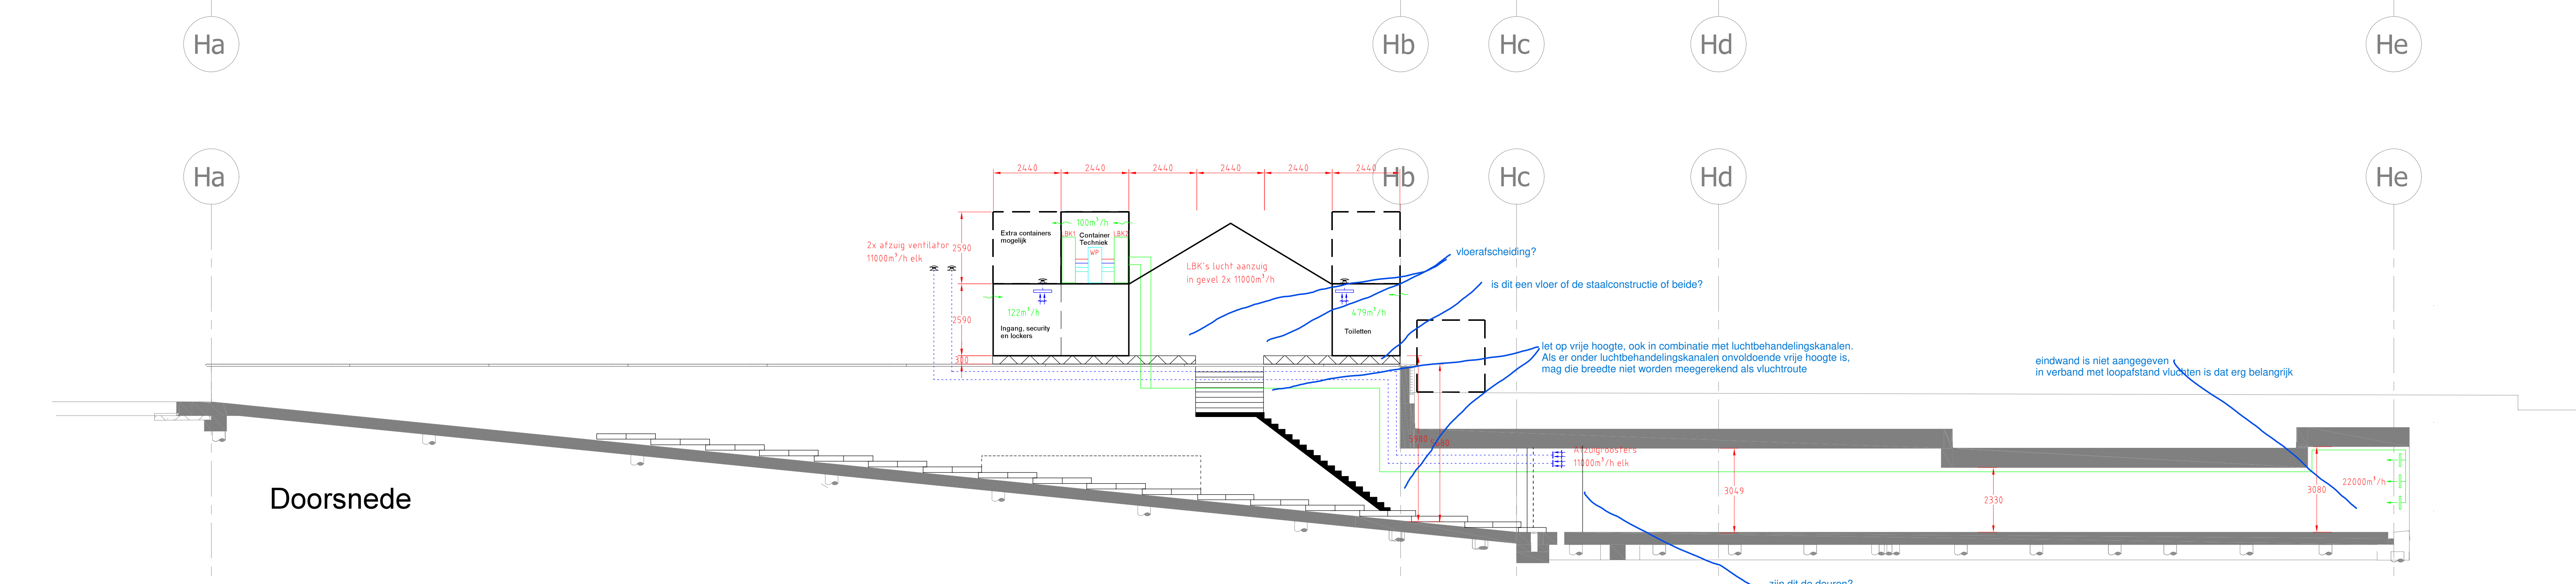 Ha
Hb
Hc
Hd
He
Ha
Hb
Hc
Hd
He
2440
2440
2440
2440
2440
2440
2590
2590
300
2x afzuig ventilator
11000m³/h elk
Extra containers
mogelijk
100m³/h
LBK1
LBK2
Container
Techniek
WP
LBK's lucht aanzuig
in gevel 2x 11000m³/h
122m³/h
Ingang, security
en lockers
479m³/h
Toiletten
vloerafscheiding?
is dit een vloer of de staalconstructie of beide?
let op vrije hoogte, ook in combinatie met luchtbehandelingskanalen.
Als er onder luchtbehandelingskanalen onvoldoende vrije hoogte is,
mag die breedte niet worden meegerekend als vluchtroute
eindwand is niet aangegeven
in verband met loopafstand vluchten is dat erg belangrijk
Afzuigroosters
11000m³/h elk
3049
2330
3080
22000m³/h
Doorsnede
zijn dit de deuren?